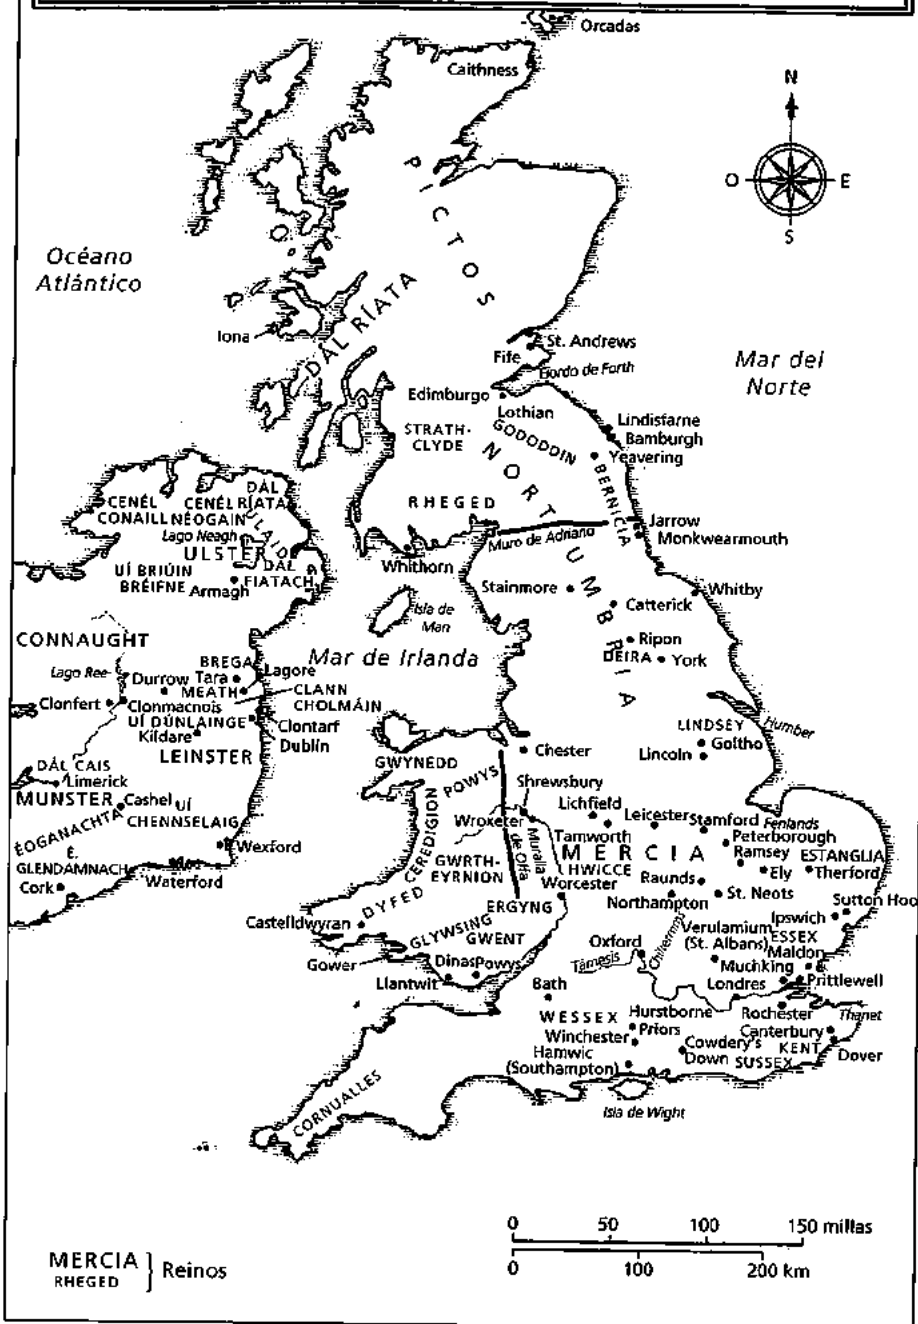 Orcadas
Caithness
N
O
E
S
PICTOS
Océano
Atlántico
DÁL RÍATA
Iona
St. Andrews
Fife
Fiordo de Forth
Mar del
Norte
Edimburgo
Lothian
Lindisfarne
STRATH-
CLYDE
GODODDIN
Bamburgh
Yeavering
NORTUMBRIA
BERNICIA
DÁL
RÍATA
CENÉL
CONAILL
CENÉL
NÉOGAIN
ULAID
RHEGED
Jarrow
Monkwearmouth
Lago Neagh
ULSTER
Muro de Adriano
Whithorn
DÁL
FIATACH
UÍ BRIÚIN
BRÉIFNE
Armagh
Stainmore
Whitby
Catterick
Isla de
Man
CONNAUGHT
Ripon
DEIRA
York
Mar de Irlanda
BREGA
Lagore
Lago Ree
Durrow
Tara
MEATH
CLANN
CHOLMÁIN
Clonfert
Clonmacnois
UÍ DÚNLAINGE
Kildare
Clontarf
Dublin
LEINSTER
LINDSEY
Humber
Goltho
Lincoln
Chester
GWYNEDD
POWYS
Shrewsbury
DÁL CAIS
Limerick
MUNSTER
Cashel
UÍ
CHENNSELAIG
Lichfield
Leicester
Stamford
Fenlands
Wroxeter
Tamworth
Peterborough
Muralla
de Offa
CEREDIGION
ÉOGANACHTA
MERCIA
Ramsey
ESTANGLIA
Wexford
GWRTH-
EYRNION
HWICCE
Raunds
Ely
Therford
É.
GLENDAMNACH
Waterford
Worcester
Northampton
St. Neots
Sutton Hoo
Cork
DYFED
ERGYNG
Ipswich
Castelldwyran
GLYWSING
GWENT
Oxford
Chilterns
Verulamium
(St. Albans)
ESSEX
Maldon
Gower
Dinas Powys
Támesis
Muchking
Prittlewell
Llantwit
Bath
Londres
WESSEX
Hurstborne
Priors
Rochester
Thanet
Winchester
Canterbury
Hamwic
(Southampton)
Cowdery's
Down
KENT
SUSSEX
Dover
CORNUALLES
Isla de Wight
0 50 100 150 millas
0 100 200 km
MERCIA
RHEGED
Reinos